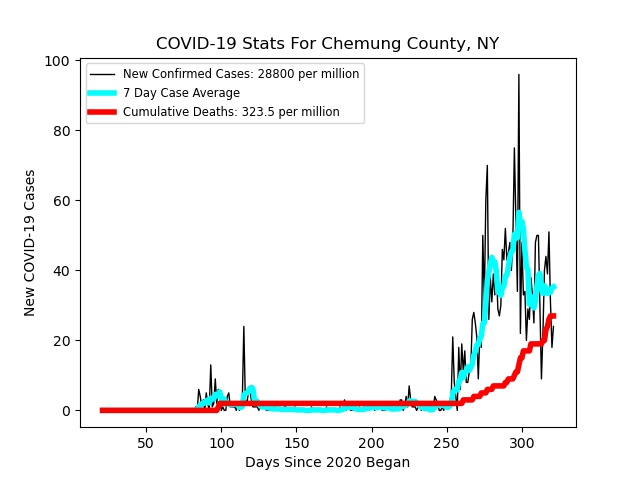 COVID-19 Stats For Chemung County, NY
New Confirmed Cases: 28800 per million
7 Day Case Average
Cumulative Deaths: 323.5 per million
New COVID-19 Cases
100
80
60
40
20
0
50 100 150 200 250 300
Days Since 2020 Began